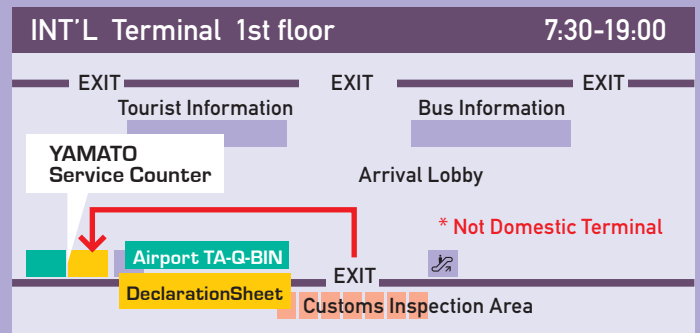 INT'L Terminal 1st floor 7:30-19:00
EXIT EXIT EXIT
Tourist Information Bus Information
YAMATO
Service Counter
Arrival Lobby
* Not Domestic Terminal
Airport TA-Q-BIN
EXIT
DeclarationSheet
Customs Inspection Area